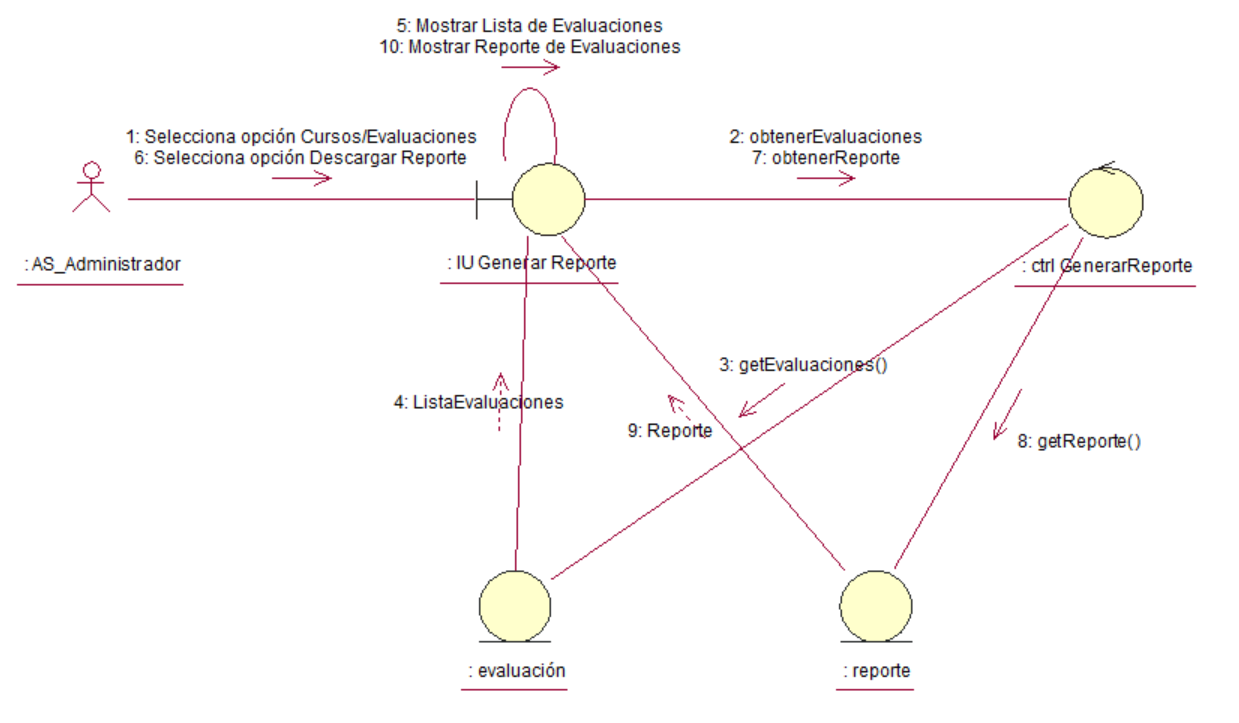 5: Mostrar Lista de Evaluaciones
10: Mostrar Reporte de Evaluaciones
1: Selecciona opción Cursos/Evaluaciones
6: Selecciona opción Descargar Reporte
2: obtenerEvaluaciones
7: obtenerReporte
: AS_Administrador
: IU Generar Reporte
: ctrl GenerarReporte
3: getEvaluaciones()
4: ListaEvaluaciones
9: Reporte
8: getReporte()
: evaluación
: reporte